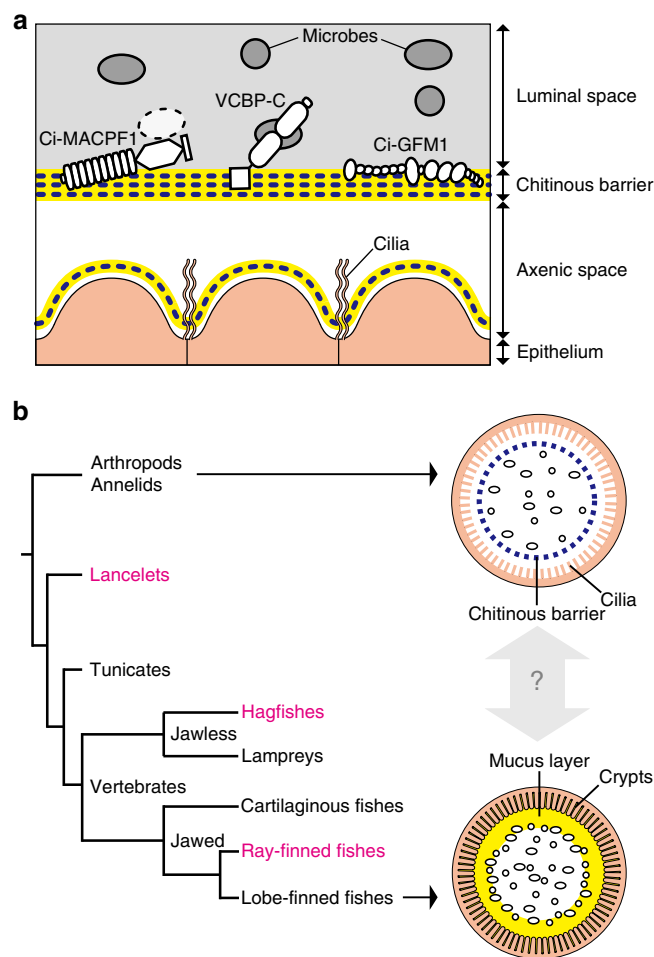 a
Microbes
VCBP-C
Luminal space
Ci-MACPF1
Ci-GFM1
Chitinous barrier
Cilia
Axenic space
Epithelium
b
Arthropods
Annelids
Lancelets
Cilia
Chitinous barrier
Tunicates
?
Hagfishes
Jawless
Lampreys
Mucus layer
Crypts
Vertebrates
Cartilaginous fishes
Jawed
Ray-finned fishes
Lobe-finned fishes